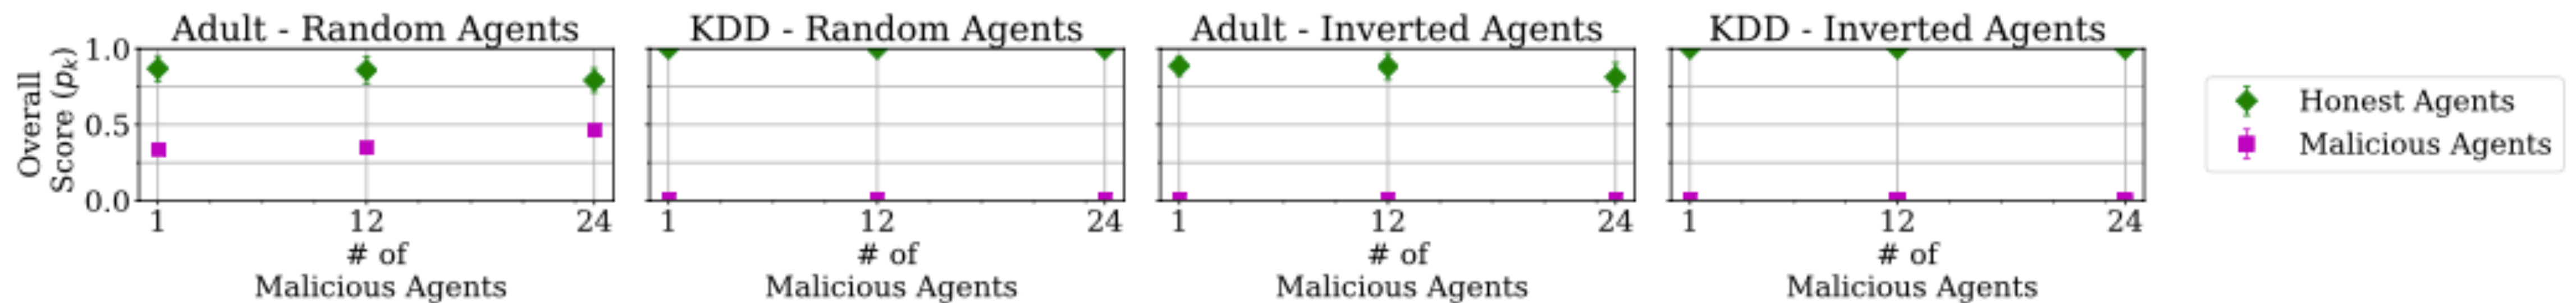 Adult - Random Agents
KDD - Random Agents
Adult - Inverted Agents
KDD - Inverted Agents
Overall
Score (pk)
1.0
0.5
0.0
1 12 24
# of
Malicious Agents
1 12 24
# of
Malicious Agents
1 12 24
# of
Malicious Agents
1 12 24
# of
Malicious Agents
Honest Agents
Malicious Agents